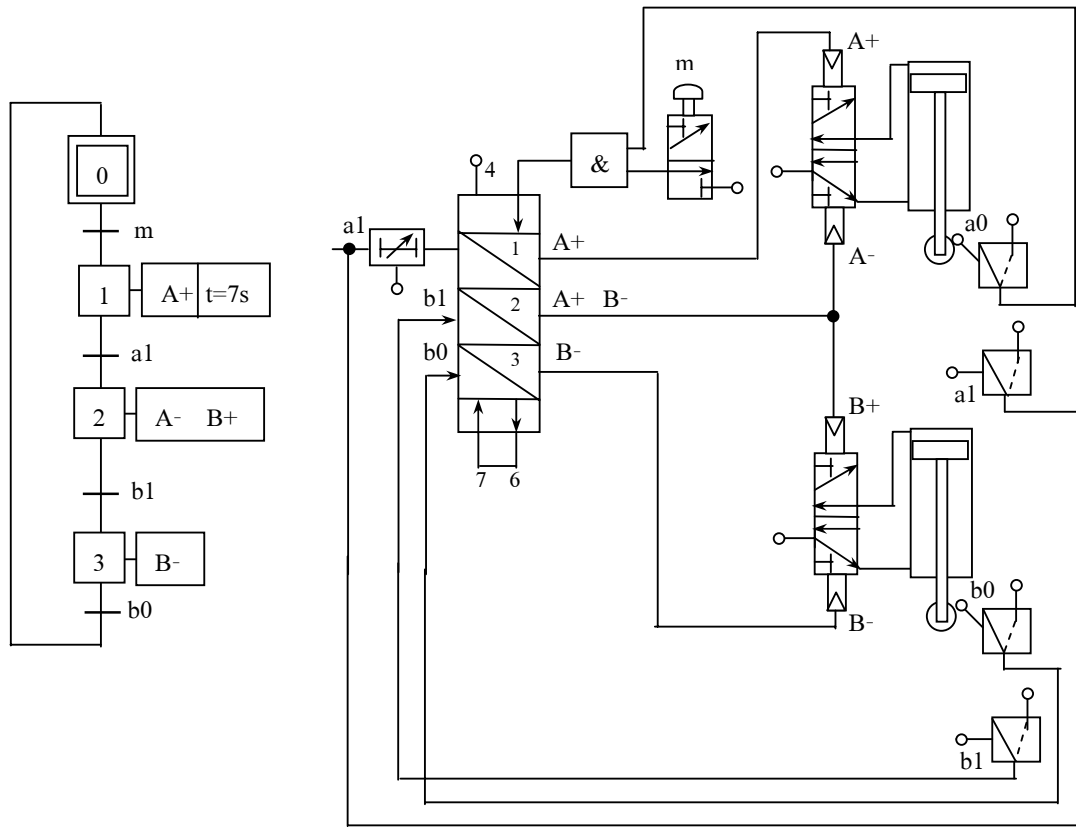 0
m
1
A+ t=7s
a1
2
A- B+
b1
3
B-
b0
A+
m
&
4
a1
1
A+
A-
a0
b1
2
A+ B-
b0
3
B-
a1
B+
7 6
b0
B-
b1